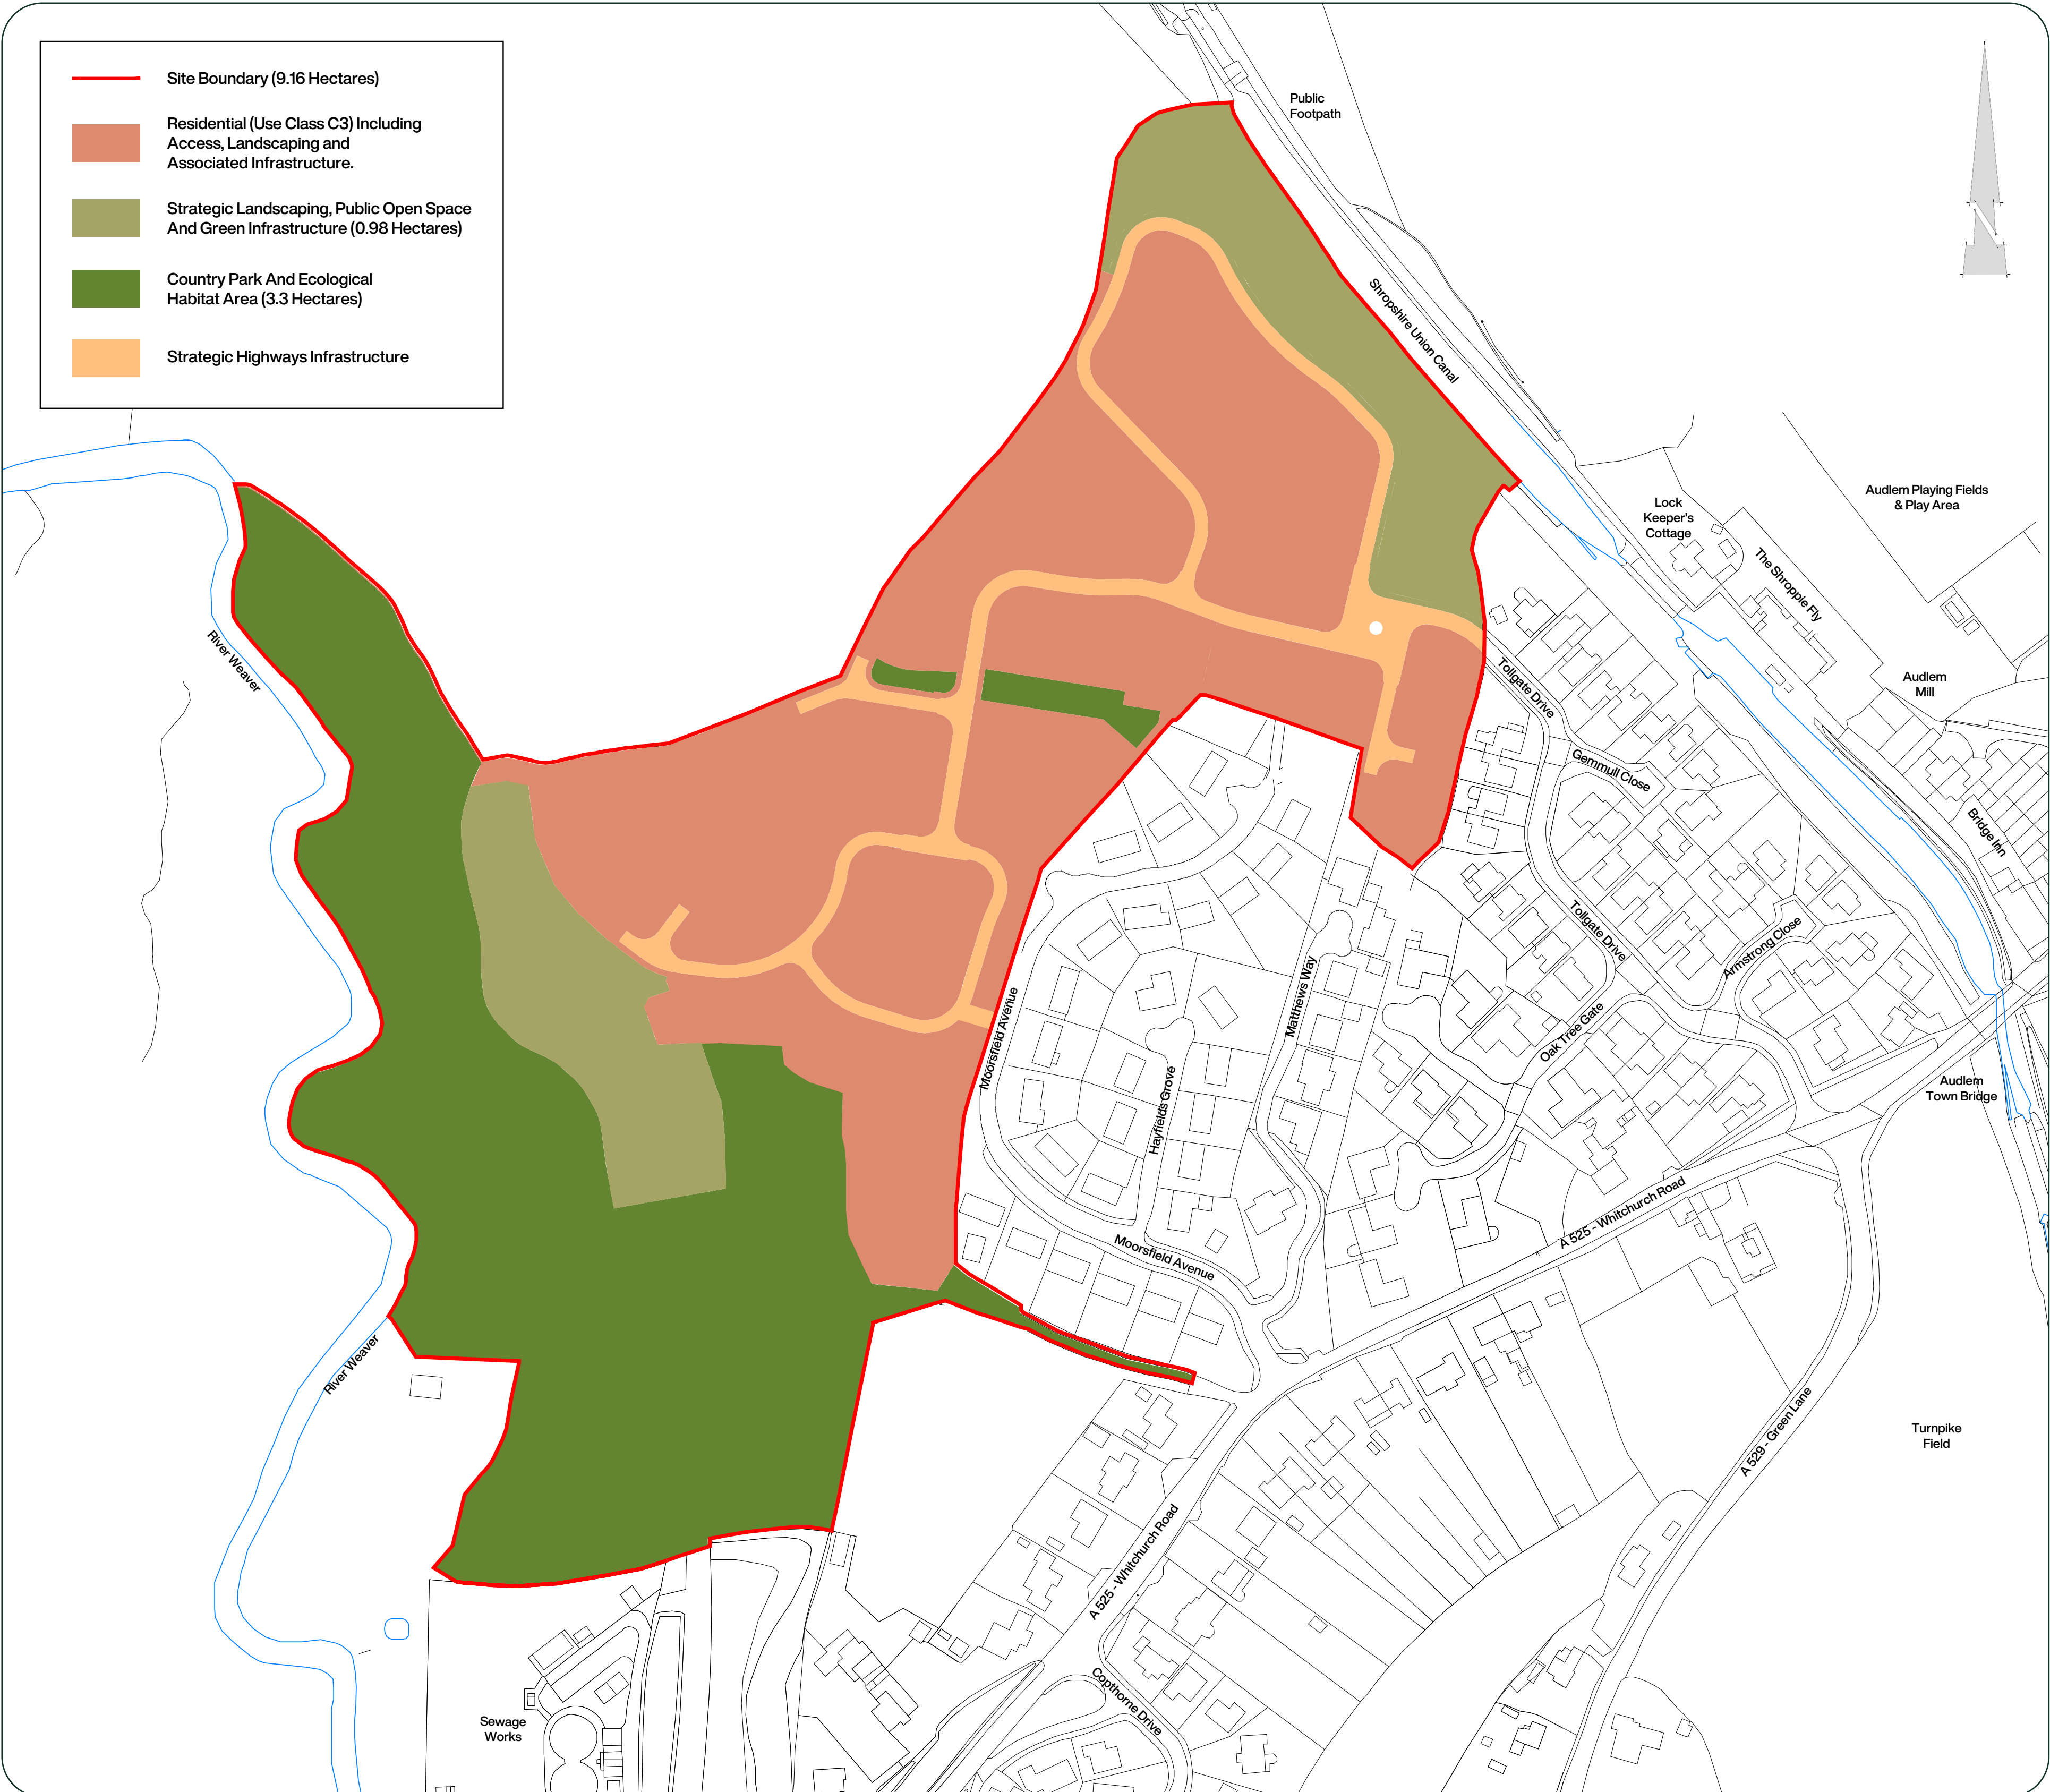 Site Boundary (9.16 Hectares)
Residential (Use Class C3) Including
Access, Landscaping and
Associated Infrastructure.
Strategic Landscaping, Public Open Space
And Green Infrastructure (0.98 Hectares)
Country Park And Ecological
Habitat Area (3.3 Hectares)
Strategic Highways Infrastructure
Public
Footpath
N
Shropshire Union Canal
Audlem Playing Fields
& Play Area
Lock
Keeper's
Cottage
The Shroppie Fly
River Weaver
Tollgate Drive
Audlem
Mill
Gemmull Close
Bridge Inn
Tollgate Drive
Armstrong Close
Matthews Way
Moorsfield Avenue
Oak Tree Gate
Hayfields Grove
Audlem
Town Bridge
A 525 - Whitchurch Road
Moorsfield Avenue
River Weaver
A 529 - Green Lane
Turnpike
Field
A 525 - Whitchurch Road
Copthorne Drive
Sewage
Works